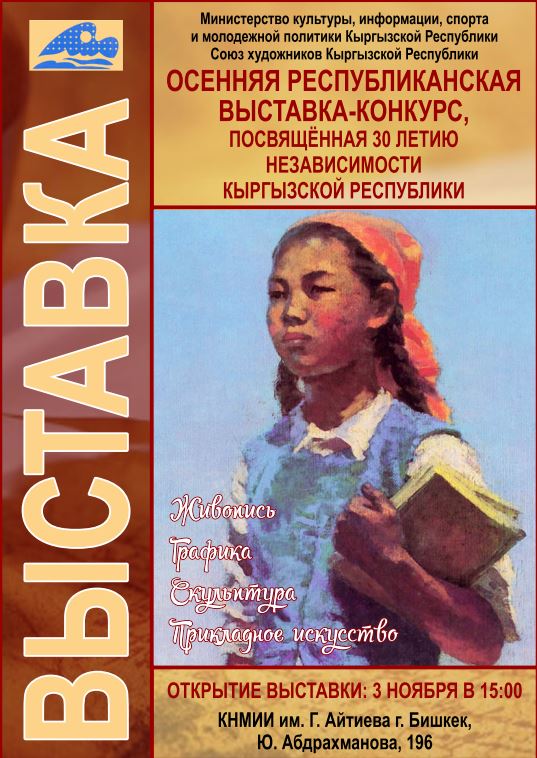 ВЫСТАВКА
Министерство культуры, информации, спорта
и молодежной политики Кыргызской Республики
Союз художников Кыргызской Республики
ОСЕННЯЯ РЕСПУБЛИКАНСКАЯ
ВЫСТАВКА-КОНКУРС,
ПОСВЯЩЁННАЯ 30 ЛЕТИЮ
НЕЗАВИСИМОСТИ
КЫРГЫЗСКОЙ РЕСПУБЛИКИ
Живопись
Графика
Скульптура
Прикладное искусство
ОТКРЫТИЕ ВЫСТАВКИ: 3 НОЯБРЯ В 15:00
КНМИИ им. Г. Айтиева г. Бишкек,
Ю. Абдрахманова, 196